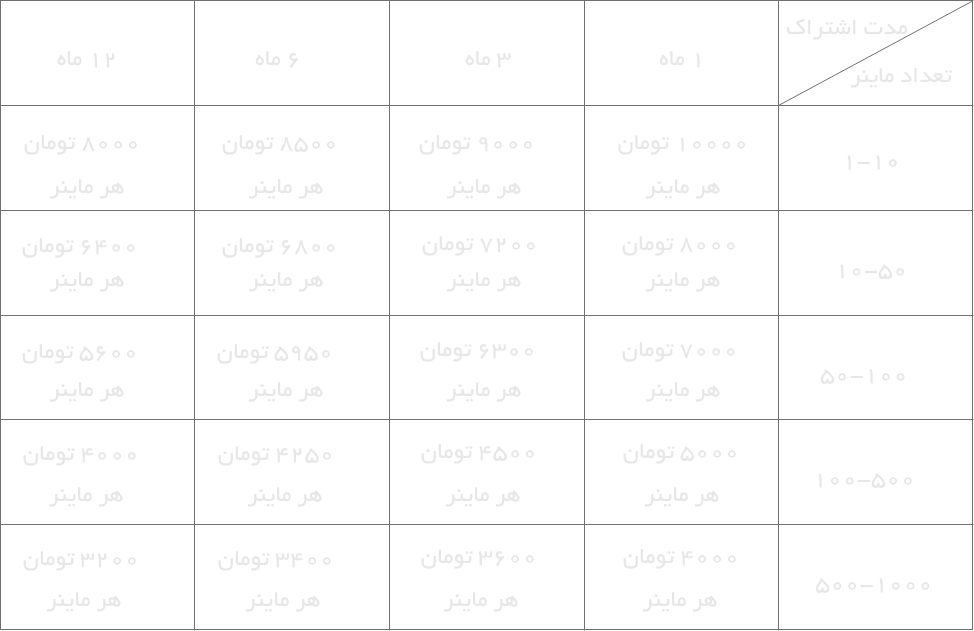 مدت اشتراک
تعداد ماینر
۱ ماه
۳ ماه
۶ ماه
۱۲ ماه
۱-۱۰
۱۰۰۰۰ تومان
هر ماینر
۹۰۰۰ تومان
هر ماینر
۸۵۰۰ تومان
هر ماینر
۸۰۰۰ تومان
هر ماینر
۱۰-۵۰
۸۰۰۰ تومان
هر ماینر
۷۲۰۰ تومان
هر ماینر
۶۸۰۰ تومان
هر ماینر
۶۴۰۰ تومان
هر ماینر
۵۰-۱۰۰
۷۰۰۰ تومان
هر ماینر
۶۳۰۰ تومان
هر ماینر
۵۹۵۰ تومان
هر ماینر
۵۶۰۰ تومان
هر ماینر
۱۰۰-۵۰۰
۵۰۰۰ تومان
هر ماینر
۴۵۰۰ تومان
هر ماینر
۴۲۵۰ تومان
هر ماینر
۴۰۰۰ تومان
هر ماینر
۵۰۰-۱۰۰۰
۴۰۰۰ تومان
هر ماینر
۳۶۰۰ تومان
هر ماینر
۳۴۰۰ تومان
هر ماینر
۳۲۰۰ تومان
هر ماینر